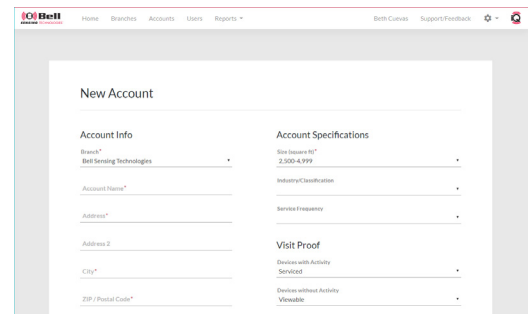 Bell
Home Branches Accounts Users Reports Beth Cuevas Support/Feedback
New Account
Account Info
Branch*
Bell Sensing Technologies
Account Name*
Address*
Address 2
City*
ZIP / Postal Code*
Account Specifications
Size (square ft)*
2,500-4,999
Industry/Classification
Service Frequency
Visit Proof
Devices with Activity
Serviced
Devices without Activity
Viewable